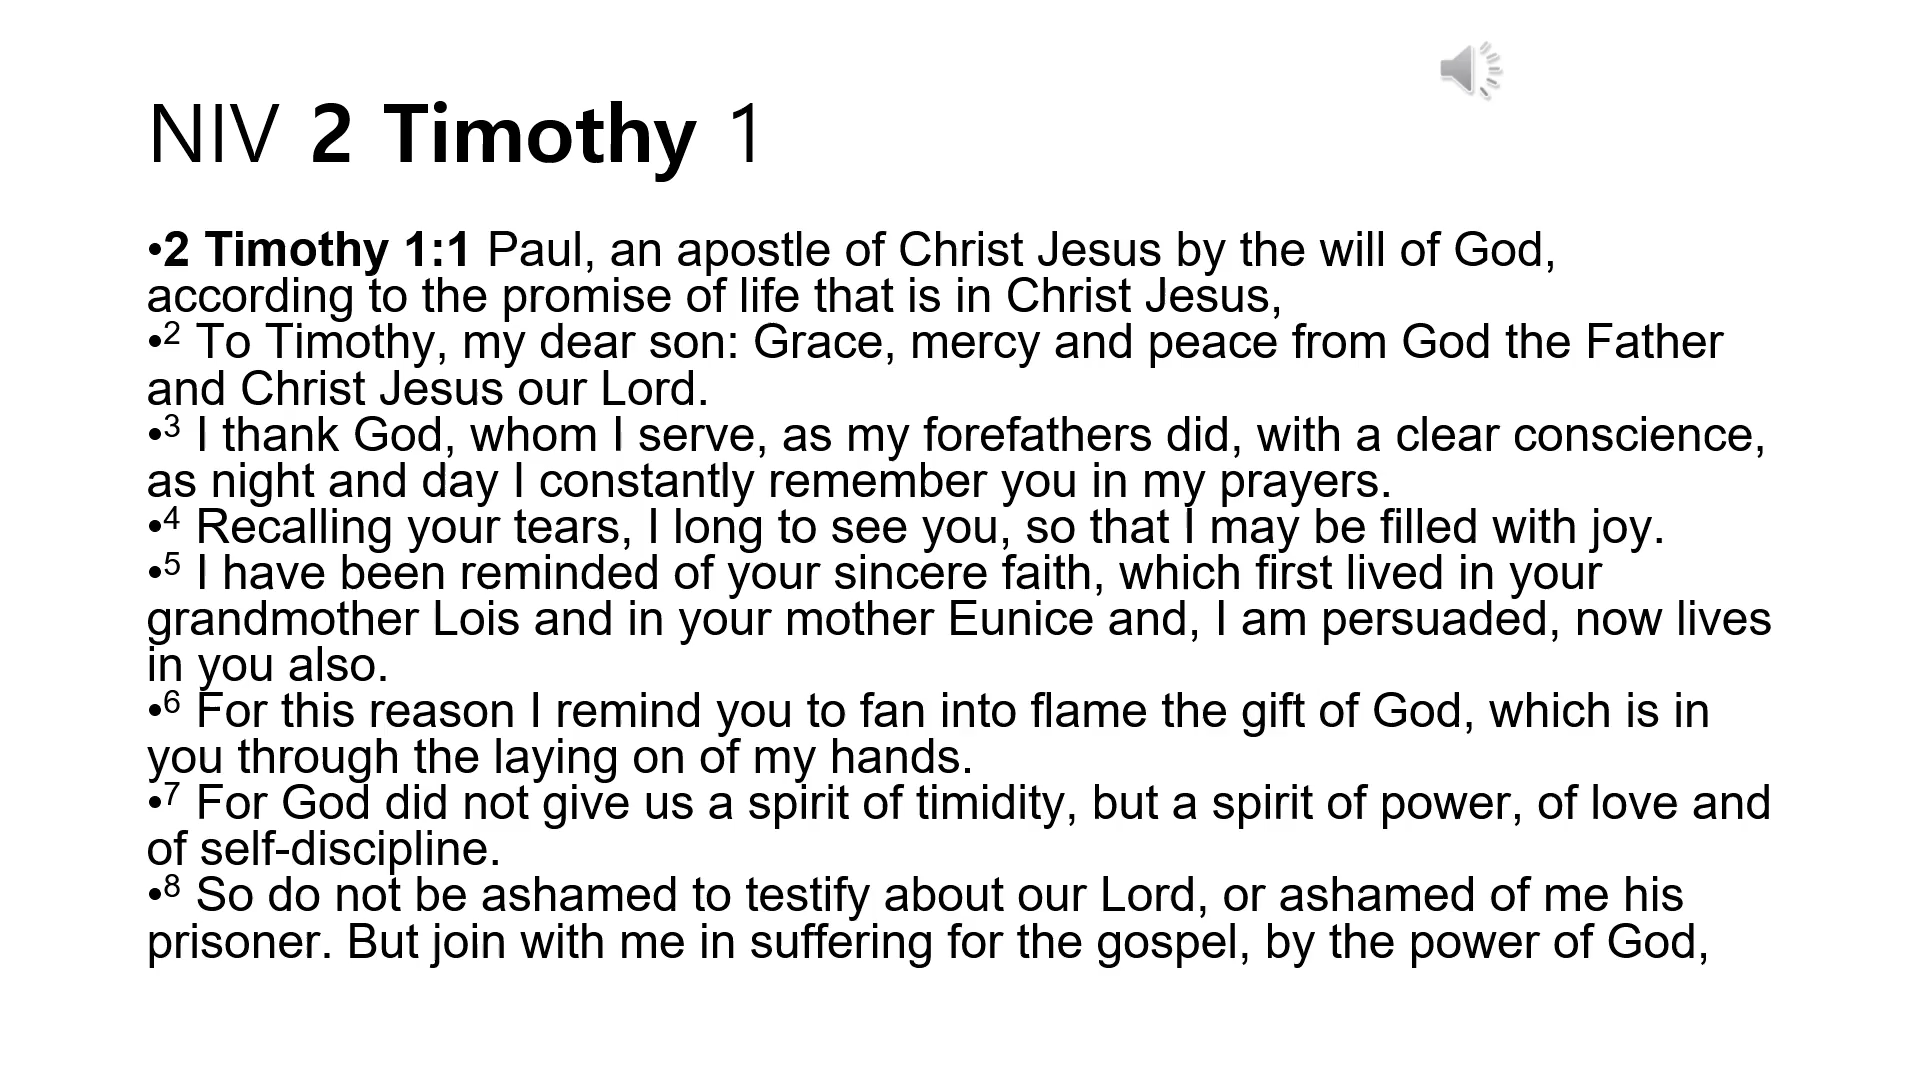 NIV 2 Timothy 1
•2 Timothy 1:1 Paul, an apostle of Christ Jesus by the will of God,
according to the promise of life that is in Christ Jesus,
•2 To Timothy, my dear son: Grace, mercy and peace from God the Father
and Christ Jesus our Lord.
•3 I thank God, whom I serve, as my forefathers did, with a clear conscience,
as night and day I constantly remember you in my prayers.
•4 Recalling your tears, I long to see you, so that I may be filled with joy.
•5 I have been reminded of your sincere faith, which first lived in your
grandmother Lois and in your mother Eunice and, I am persuaded, now lives
in you also.
•6 For this reason I remind you to fan into flame the gift of God, which is in
you through the laying on of my hands.
•7 For God did not give us a spirit of timidity, but a spirit of power, of love and
of self-discipline.
•8 So do not be ashamed to testify about our Lord, or ashamed of me his
prisoner. But join with me in suffering for the gospel, by the power of God,